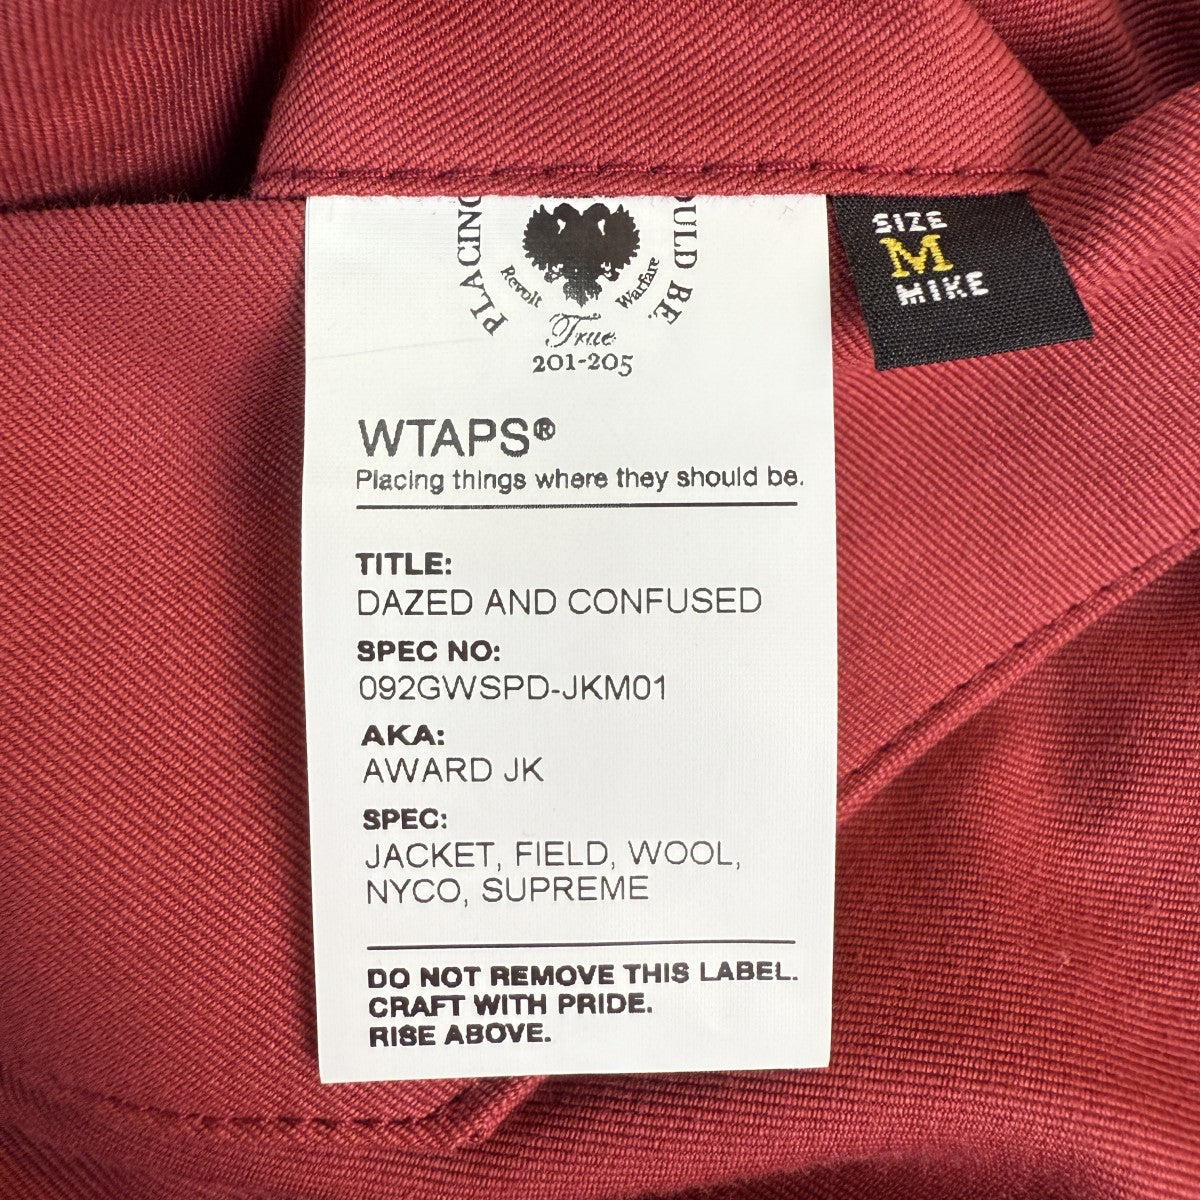 PLACING
OULD BE.
Revolt
Warfare
True
201-205
WTAPS®
Placing things where they should be.
TITLE:
DAZED AND CONFUSED
SPEC NO:
092GWSPD-JKM01
AKA:
AWARD JK
SPEC:
JACKET, FIELD, WOOL,
NYCO, SUPREME
DO NOT REMOVE THIS LABEL.
CRAFT WITH PRIDE.
RISE ABOVE.
SIZE
M
MIKE